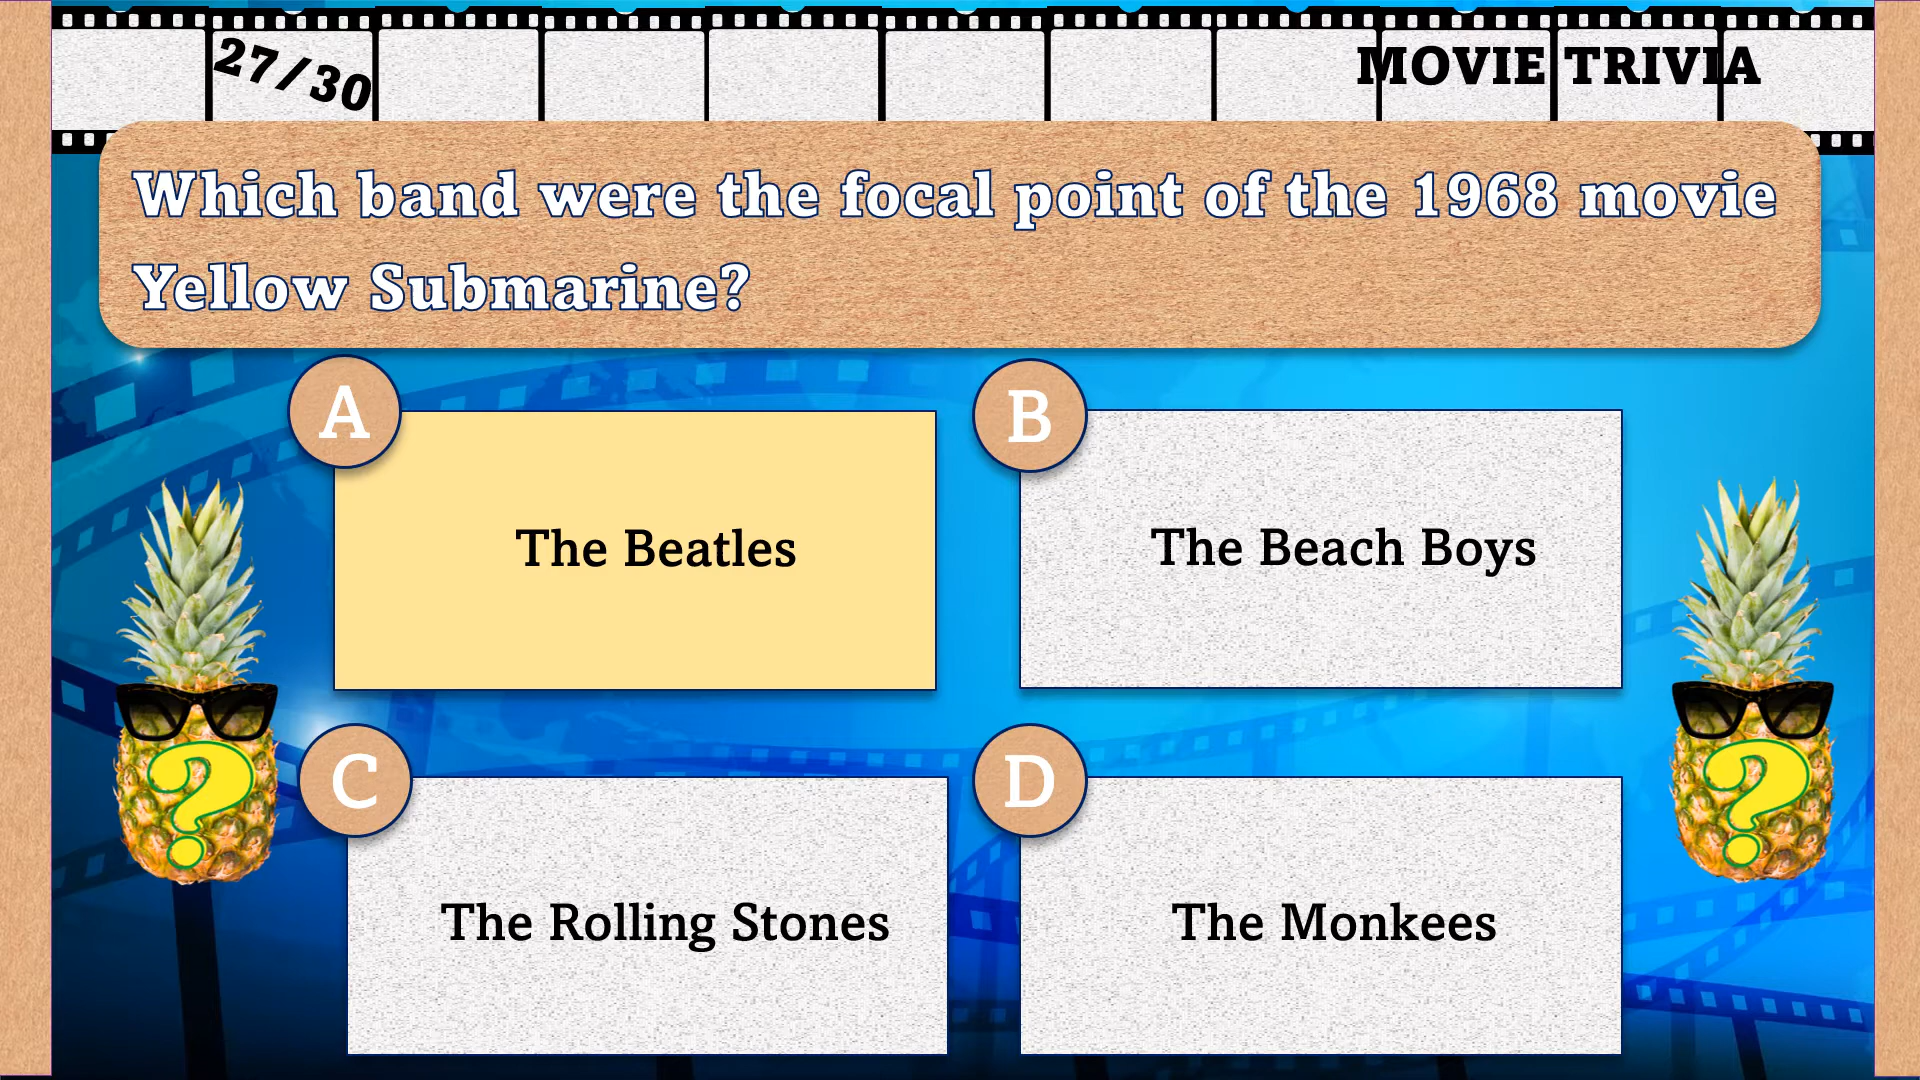 27/30
MOVIE TRIVIA
Which band were the focal point of the 1968 movie
Yellow Submarine?
A
The Beatles
B
The Beach Boys
?
?
C
The Rolling Stones
D
The Monkees